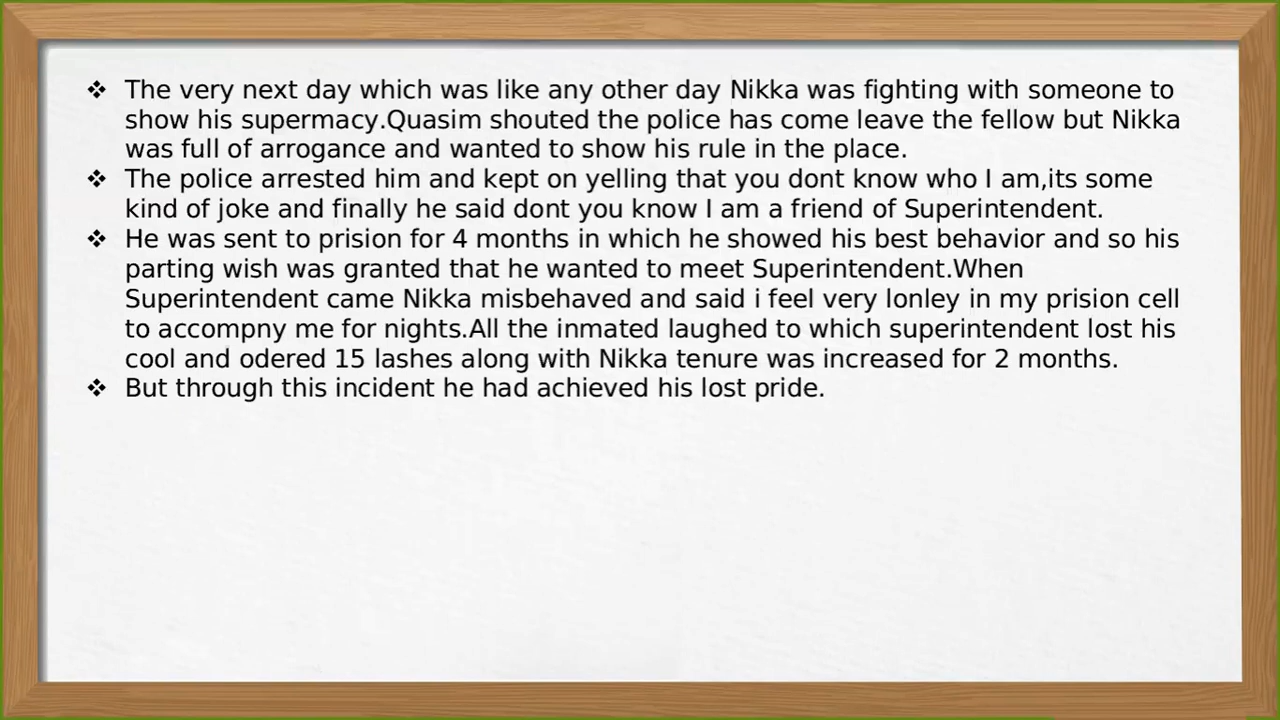 ❖ The very next day which was like any other day Nikka was fighting with someone to
show his supermacy.Quasim shouted the police has come leave the fellow but Nikka
was full of arrogance and wanted to show his rule in the place.
❖ The police arrested him and kept on yelling that you dont know who I am,its some
kind of joke and finally he said dont you know I am a friend of Superintendent.
❖ He was sent to prision for 4 months in which he showed his best behavior and so his
parting wish was granted that he wanted to meet Superintendent.When
Superintendent came Nikka misbehaved and said i feel very lonley in my prision cell
to accompny me for nights.All the inmated laughed to which superintendent lost his
cool and odered 15 lashes along with Nikka tenure was increased for 2 months.
❖ But through this incident he had achieved his lost pride.